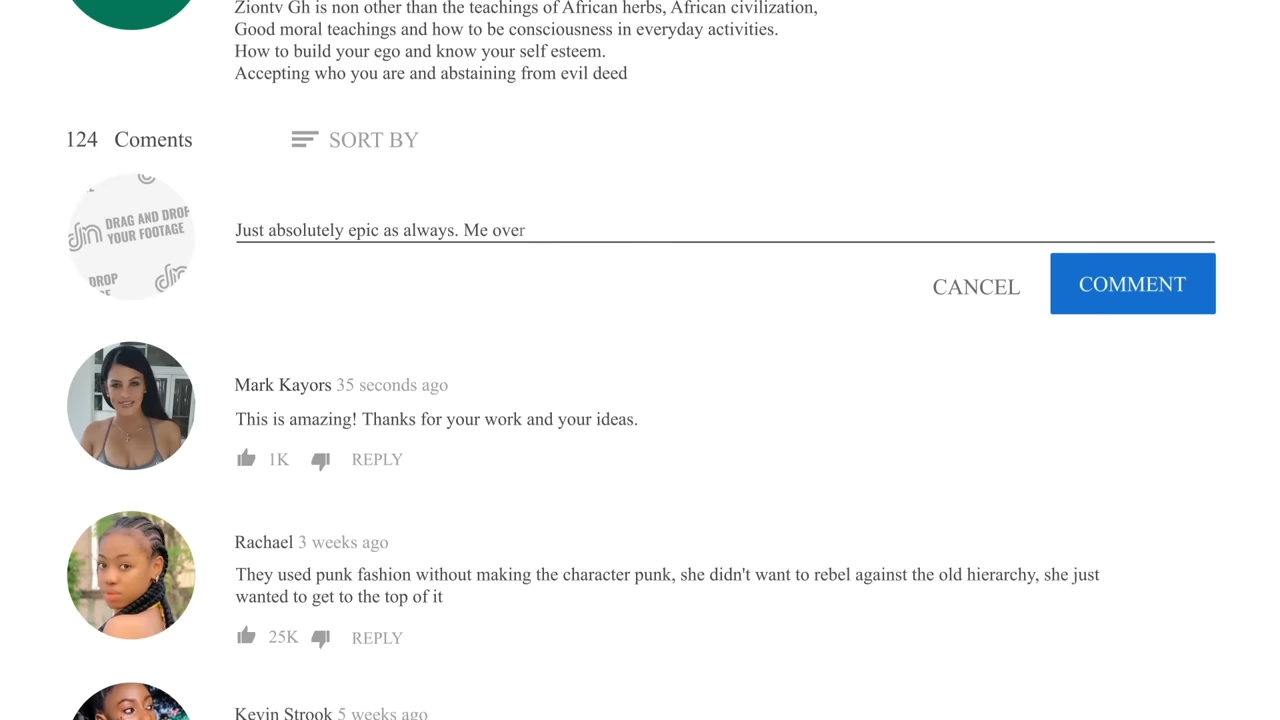 Ziontv Gh is non other than the teachings of African herbs, African civilization,
Good moral teachings and how to be consciousness in everyday activities.
How to build your ego and know your self esteem.
Accepting who you are and abstaining from evil deed
124 Coments
SORT BY
DRAG AND DROP
YOUR FOOTAGE
DROP
Just absolutely epic as always. Me over
CANCEL
COMMENT
Mark Kayors 35 seconds ago
This is amazing! Thanks for your work and your ideas.
1K REPLY
Rachael 3 weeks ago
They used punk fashion without making the character punk, she didn't want to rebel against the old hierarchy, she just
wanted to get to the top of it
25K REPLY
Kevin Strook 5 weeks ago